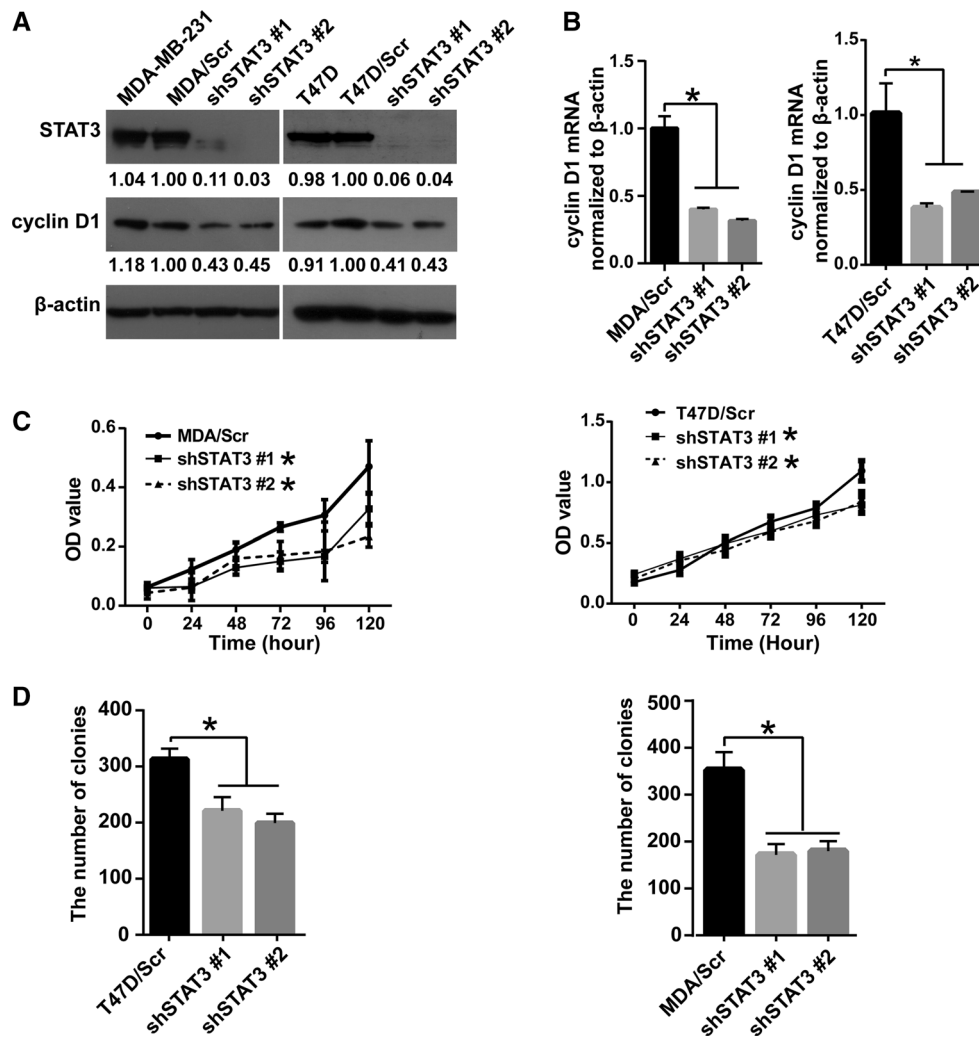 A
MDA-MB-231
MDA/Scr
shSTAT3 #1
shSTAT3 #2
T47D
T47D/Scr
shSTAT3 #1
shSTAT3 #2
STAT3
1.04 1.00 0.11 0.03 0.98 1.00 0.06 0.04
cyclin D1
1.18 1.00 0.43 0.45 0.91 1.00 0.41 0.43
β-actin
B
cyclin D1 mRNA
normalized to β-actin
1.5
1.0
0.5
0.0
*
MDA/Scr
shSTAT3 #1
shSTAT3 #2
cyclin D1 mRNA
normalized to β-actin
1.5
1.0
0.5
0.0
*
T47D/Scr
shSTAT3 #1
shSTAT3 #2
C
OD value
0.6
0.4
0.2
0.0
MDA/Scr
shSTAT3 #1 *
shSTAT3 #2 *
0 24 48 72 96 120
Time (hour)
OD value
1.5
1.0
0.5
0.0
T47D/Scr
shSTAT3 #1 *
shSTAT3 #2 *
0 24 48 72 96 120
Time (Hour)
D
The number of clonies
400
300
200
100
0
*
T47D/Scr
shSTAT3 #1
shSTAT3 #2
The number of clonies
500
400
300
200
100
0
*
MDA/Scr
shSTAT3 #1
shSTAT3 #2